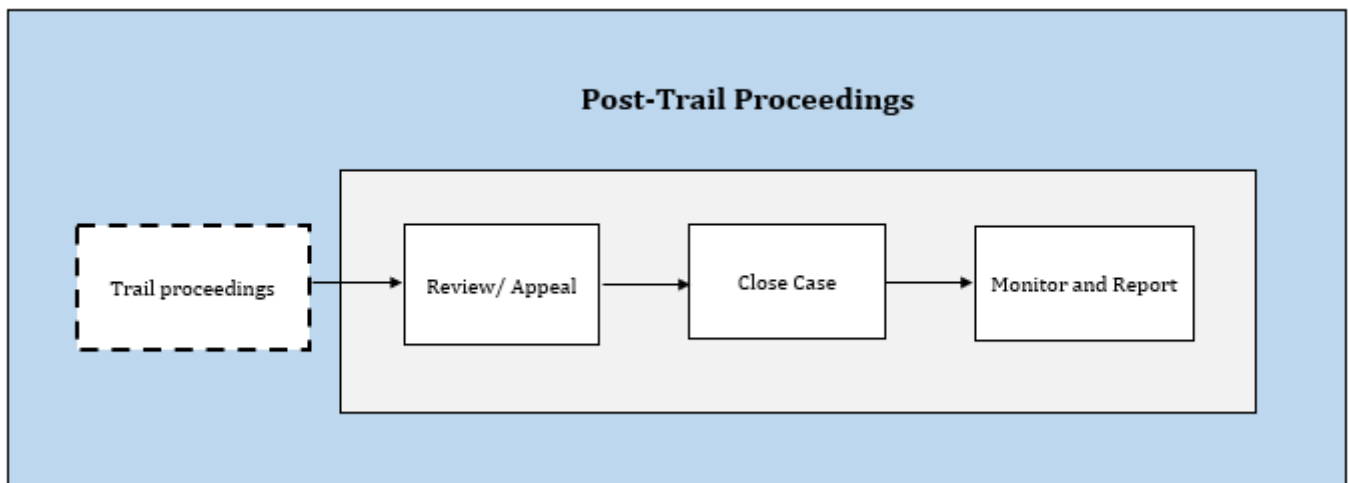 Post-Trail Proceedings
Trail proceedings
Review/ Appeal
Close Case
Monitor and Report